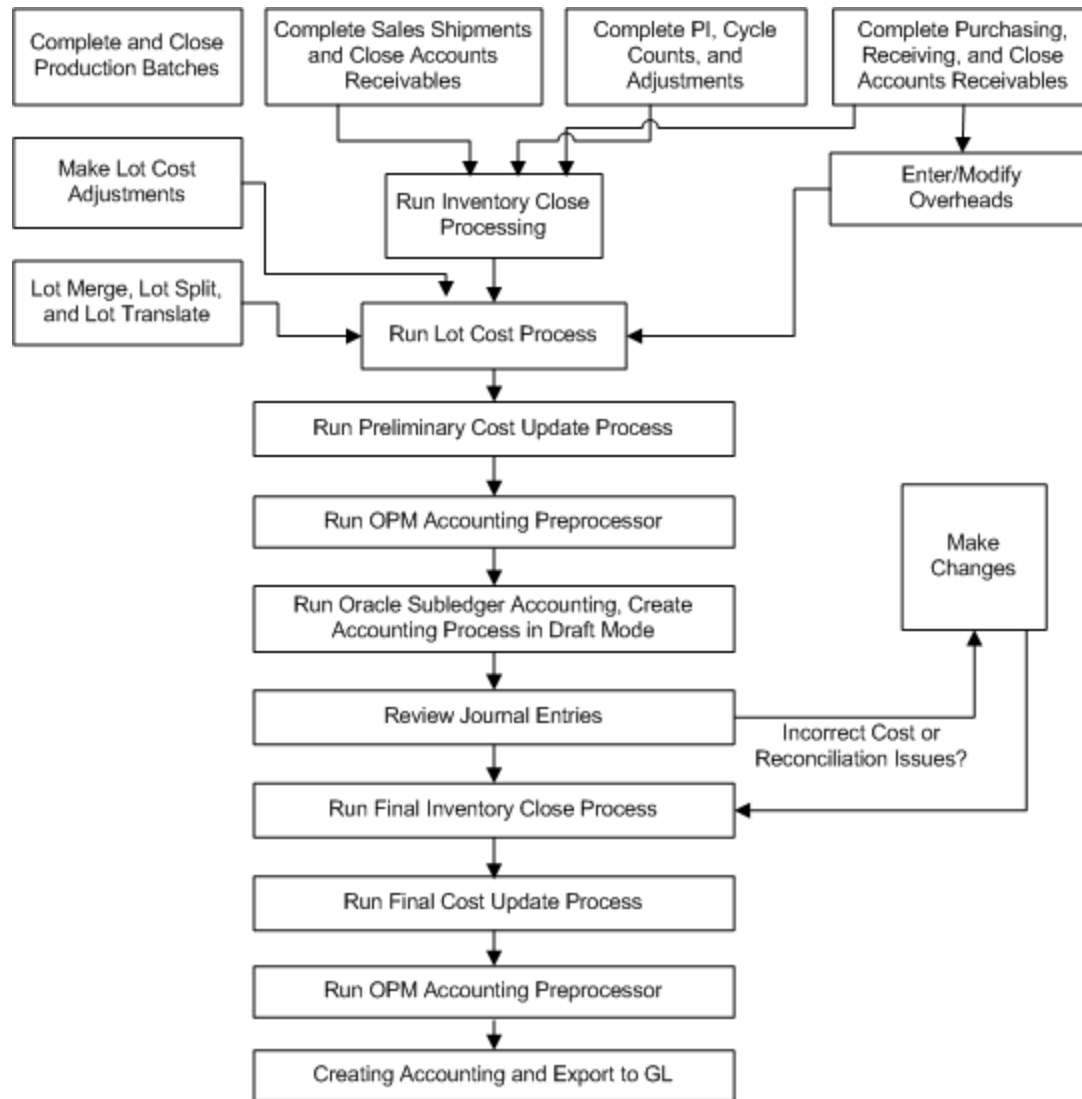 Complete and Close
Production Batches
Complete Sales Shipments
and Close Accounts
Receivables
Complete PI, Cycle
Counts, and
Adjustments
Complete Purchasing,
Receiving, and Close
Accounts Receivables
Make Lot Cost
Adjustments
Run Inventory Close
Processing
Enter/Modify
Overheads
Lot Merge, Lot Split,
and Lot Translate
Run Lot Cost Process
Run Preliminary Cost Update Process
Run OPM Accounting Preprocessor
Make
Changes
Run Oracle Subledger Accounting, Create
Accounting Process in Draft Mode
Review Journal Entries
Incorrect Cost or
Reconciliation Issues?
Run Final Inventory Close Process
Run Final Cost Update Process
Run OPM Accounting Preprocessor
Creating Accounting and Export to GL